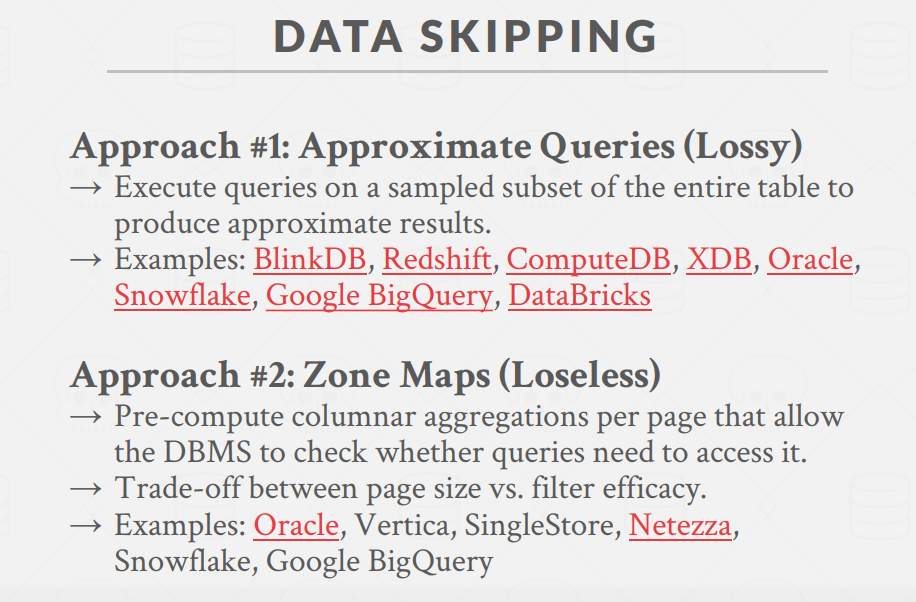 DATA SKIPPING
Approach #1: Approximate Queries (Lossy)
→ Execute queries on a sampled subset of the entire table to
produce approximate results.
→ Examples: BlinkDB, Redshift, ComputeDB, XDB, Oracle,
Snowflake, Google BigQuery, DataBricks
Approach #2: Zone Maps (Loseless)
→ Pre-compute columnar aggregations per page that allow
the DBMS to check whether queries need to access it.
→ Trade-off between page size vs. filter efficacy.
→ Examples: Oracle, Vertica, SingleStore, Netezza,
Snowflake, Google BigQuery